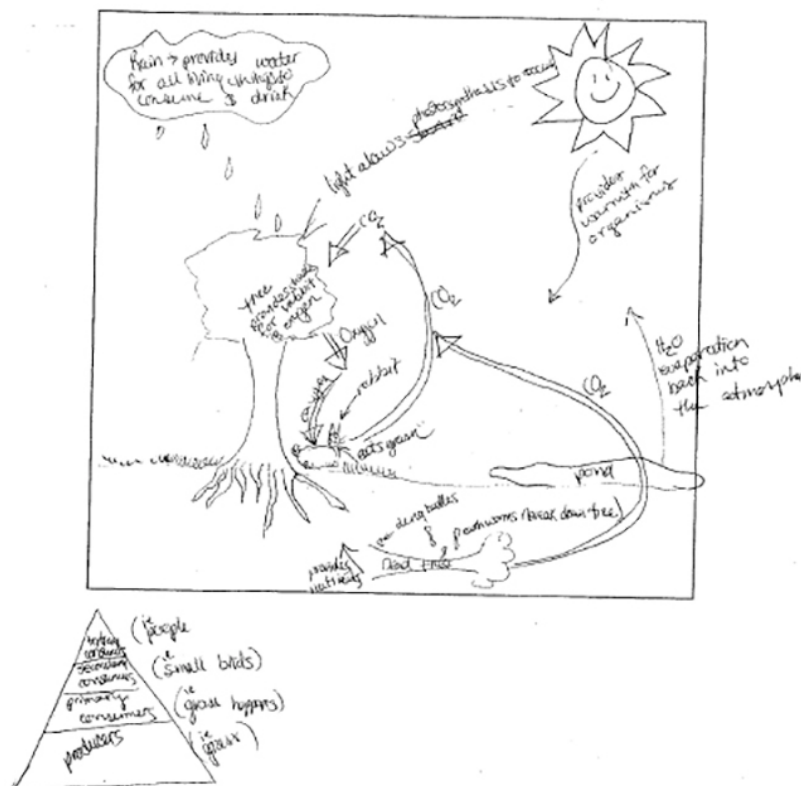 Rain → provides water
for all living things to
consume & drink
light allows photosynthesis to occur
provides
warmth for
organisms
CO2
tree
provides
for rabbit
& oxygen
Oxygen
oxygen
rabbit
CO2
CO2
H2O
evaporation
back into
the atmosphere
eats grass
pond
dung beetles
& earthworms (break down tree)
provides
nutrients
Dead tree
tertiary
consumers
(ie
people
secondary
consumers
(ie
small birds)
primary
consumers
(ie
grass hoppers)
producers
(ie
grass)